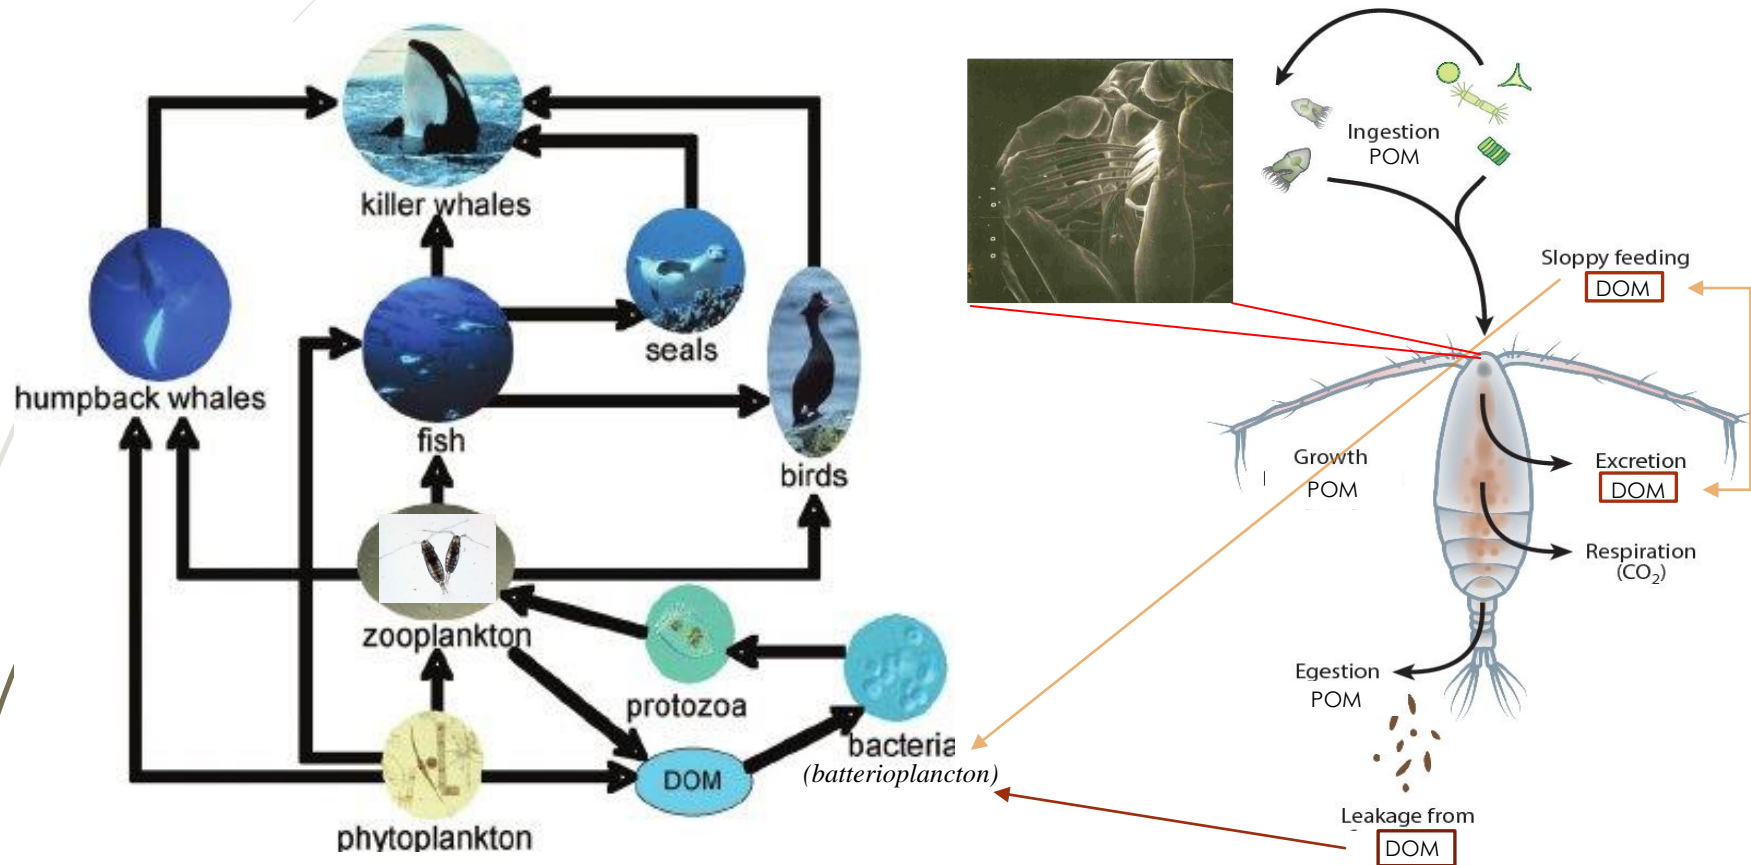 killer whales
seals
humpback whales
fish
birds
zooplankton
protozoa
bacteria
(batterioplancton)
DOM
phytoplankton
Ingestion
POM
Sloppy feeding
DOM
Growth
POM
Excretion
DOM
Respiration
(CO₂)
Egestion
POM
Leakage from
DOM